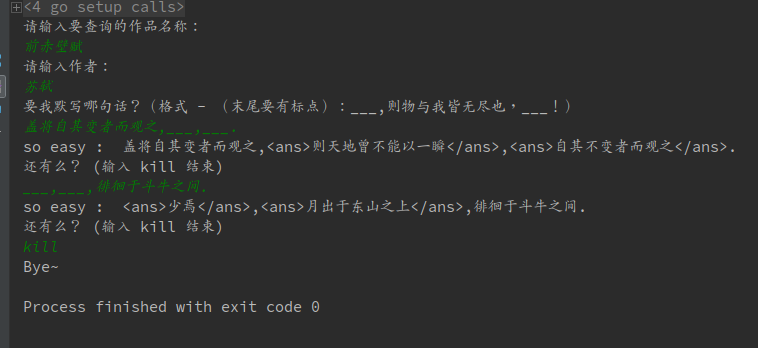 <4 go setup calls>
请输入要查询的作品名称：
前赤壁赋
请输入作者：
苏轼
要我默写哪句话？(格式 - （末尾要有标点）：___,则物与我皆无尽也，___！)
盖将自其变者而观之,___,___.
so easy :  盖将自其变者而观之,<ans>则天地曾不能以一瞬</ans>,<ans>自其不变者而观之</ans>.
还有么？ (输入 kill 结束)
___,___,徘徊于斗牛之间.
so easy :  <ans>少焉</ans>,<ans>月出于东山之上</ans>,徘徊于斗牛之间.
还有么？ (输入 kill 结束)
kill
Bye~
Process finished with exit code 0